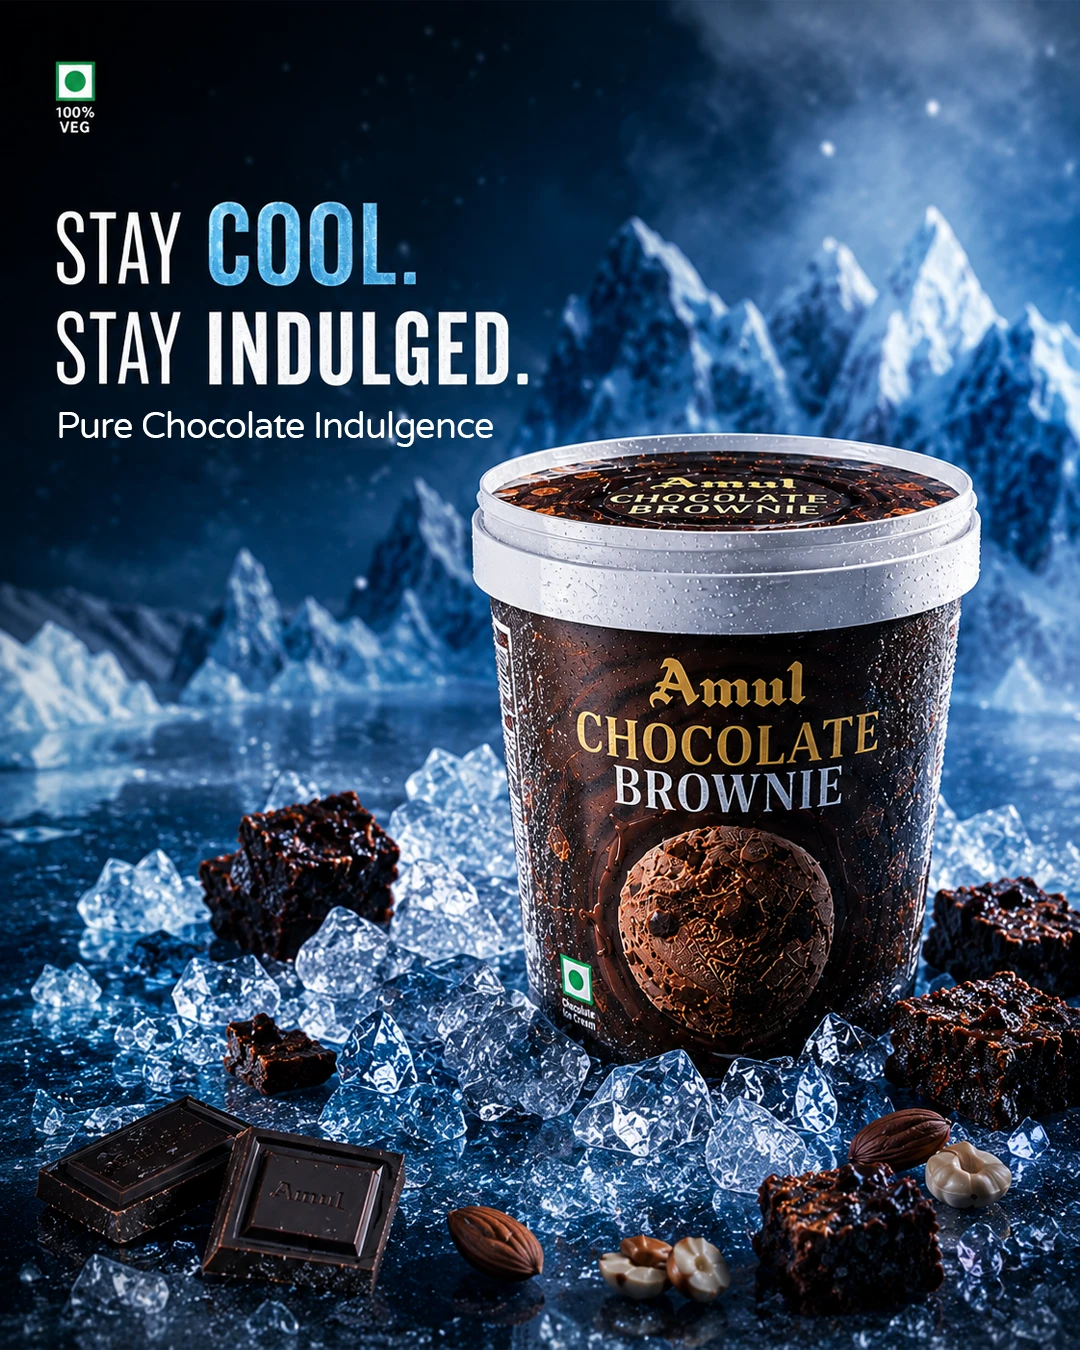 100%
VEG
STAY COOL.
STAY INDULGED.
Pure Chocolate Indulgence
Amul
CHOCOLATE
BROWNIE
Amul
CHOCOLATE
BROWNIE
Chocolate
Ice Cream
Amul